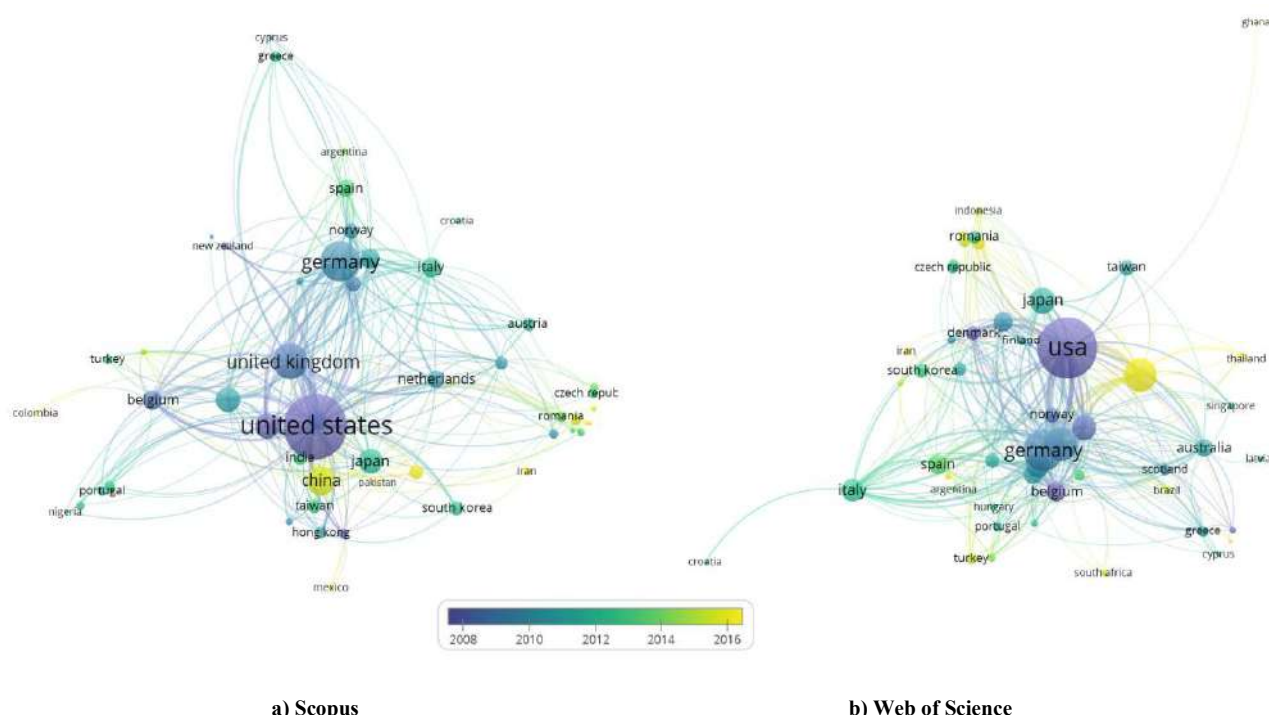 cyprus
greece
argentina
spain
croatia
norway
new zealand
germany
italy
austria
turkey
united kingdom
netherlands
belgium
czech repub
colombia
romania
united states
indie
japan
iran
china
pakistan
portugal
nigeria
taiwan
south korea
hong kong
mexico
ghana
indonesia
romania
czech republic
taiwan
japan
denmark
finland
usa
iran
south korea
thailand
singapore
norway
germany
australia
latvia
spain
scotland
italy
argentina
belgium
brazil
hungary
portugal
greece
cyprus
turkey
south africa
croatia
2008 2010 2012 2014 2016
a) Scopus
b) Web of Science